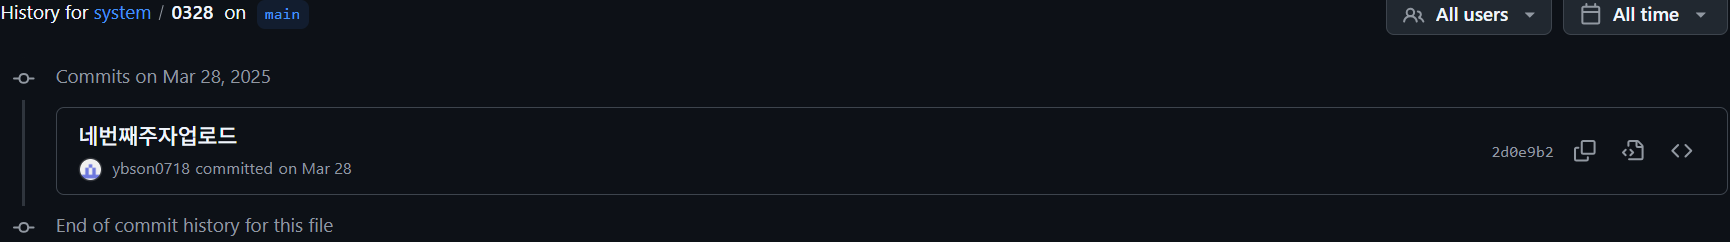 History for system / 0328 on main
All users
All time
Commits on Mar 28, 2025
네번째주자업로드
ybson0718 committed on Mar 28
2d0e9b2
End of commit history for this file